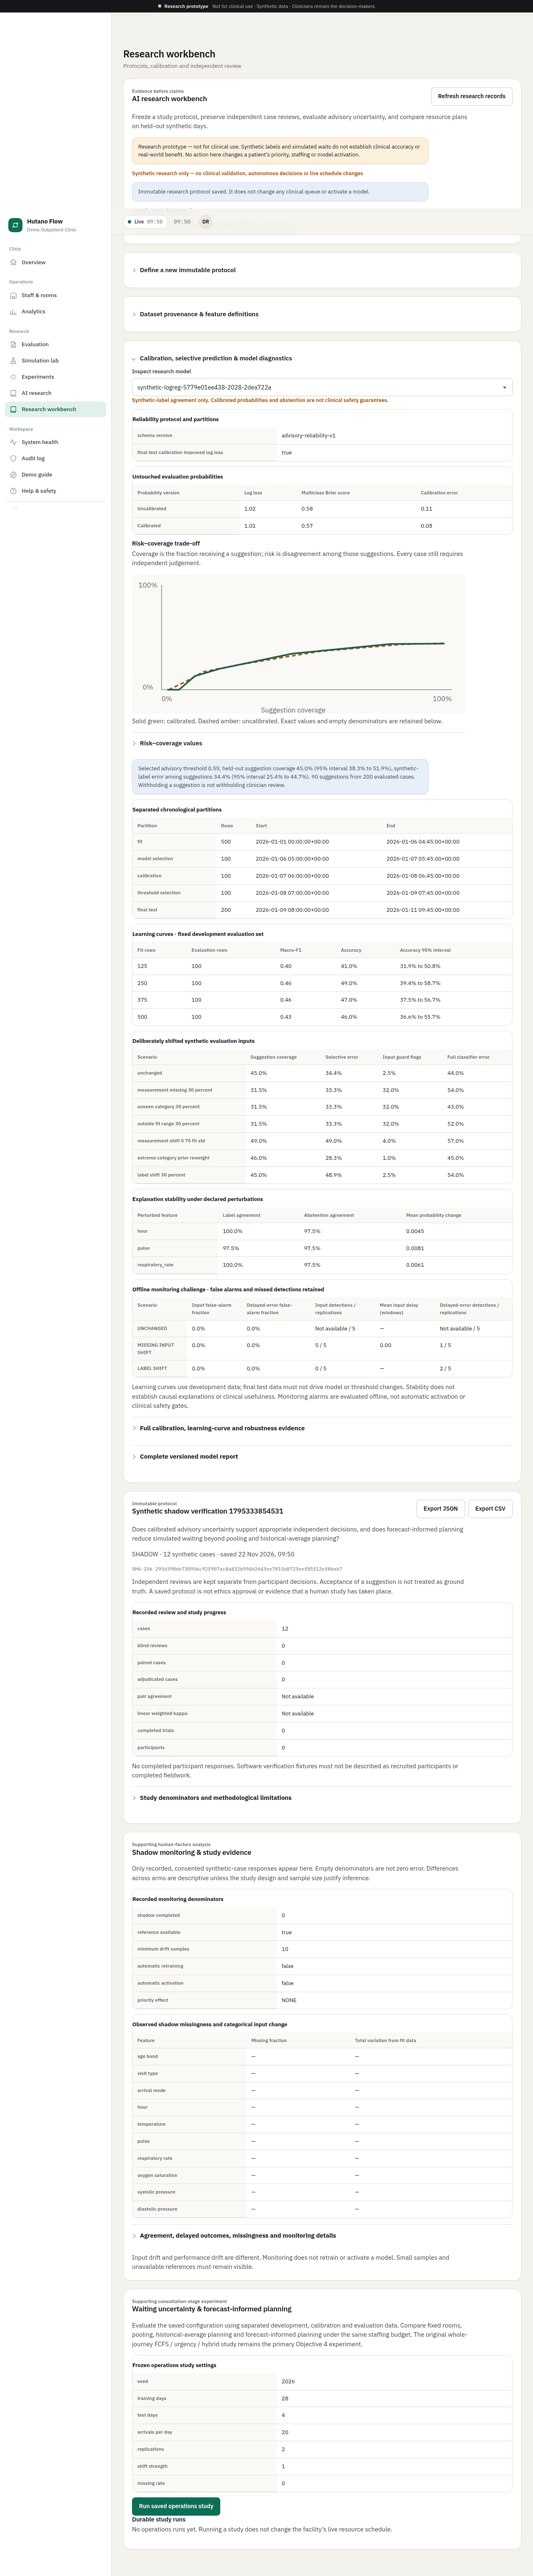 Research prototype Not for clinical use · Synthetic data · Clinicians remain the decision-makers
Research workbench
Protocols, calibration and independent review
Evidence before claims
AI research workbench
Refresh research records
Freeze a study protocol, preserve independent case reviews, evaluate advisory uncertainty, and compare resource plans
on held-out synthetic days.
Research prototype — not for clinical use. Synthetic labels and simulated waits do not establish clinical accuracy or
real-world benefit. No action here changes a patient's priority, staffing or model activation.
Synthetic research only — no clinical validation, autonomous decisions or live schedule changes
Immutable research protocol saved. It does not change any clinical queue or activate a model.
Hutano Flow
Demo Outpatient Clinic
Live 09:50 09:50 DR
Clinic
Overview
Operations
Staff & rooms
Analytics
Research
Evaluation
Simulation lab
Experiments
AI research
Research workbench
Workspace
System health
Audit log
Demo guide
Help & safety
Define a new immutable protocol
Dataset provenance & feature definitions
Calibration, selective prediction & model diagnostics
Inspect research model
synthetic-logreg-5779e01ee438-2028-2dea722a
Synthetic-label agreement only. Calibrated probabilities and abstention are not clinical safety guarantees.
Reliability protocol and partitions
schema version advisory-reliability-v1
final test calibration improved log loss true
Untouched evaluation probabilities
Probability version Log loss Multiclass Brier score Calibration error
Uncalibrated 1.02 0.58 0.11
Calibrated 1.01 0.57 0.08
Risk–coverage trade-off
Coverage is the fraction receiving a suggestion; risk is disagreement among those suggestions. Every case still requires
independent judgement.
100%
0%
0% 100%
Suggestion coverage
Solid green: calibrated. Dashed amber: uncalibrated. Exact values and empty denominators are retained below.
Risk–coverage values
Selected advisory threshold 0.55; held-out suggestion coverage 45.0% (95% interval 38.3% to 51.9%), synthetic-
label error among suggestions 34.4% (95% interval 25.4% to 44.7%). 90 suggestions from 200 evaluated cases.
Withholding a suggestion is not withholding clinician review.
Separated chronological partitions
Partition Rows Start End
fit 500 2026-01-01 00:00:00+00:00 2026-01-06 04:45:00+00:00
model selection 100 2026-01-06 05:00:00+00:00 2026-01-07 05:45:00+00:00
calibration 100 2026-01-07 06:00:00+00:00 2026-01-08 06:45:00+00:00
threshold selection 100 2026-01-08 07:00:00+00:00 2026-01-09 07:45:00+00:00
final test 200 2026-01-09 08:00:00+00:00 2026-01-11 09:45:00+00:00
Learning curves · fixed development evaluation set
Fit rows Evaluation rows Macro-F1 Accuracy Accuracy 95% interval
125 100 0.40 41.0% 31.9% to 50.8%
250 100 0.46 49.0% 39.4% to 58.7%
375 100 0.46 47.0% 37.5% to 56.7%
500 100 0.43 46.0% 36.6% to 55.7%
Deliberately shifted synthetic evaluation inputs
Scenario Suggestion coverage Selective error Input guard flags Full classifier error
unchanged 45.0% 34.4% 2.5% 44.0%
measurement missing 30 percent 31.5% 33.3% 32.0% 54.0%
unseen category 30 percent 31.5% 33.3% 32.0% 43.0%
outside fit range 30 percent 31.5% 33.3% 32.0% 52.0%
measurement shift 0 75 fit std 49.0% 49.0% 4.0% 57.0%
extreme category prior reweight 46.0% 28.3% 1.0% 45.0%
label shift 30 percent 45.0% 48.9% 2.5% 54.0%
Explanation stability under declared perturbations
Perturbed feature Label agreement Abstention agreement Mean probability change
hour 100.0% 97.5% 0.0045
pulse 97.5% 97.5% 0.0081
respiratory_rate 100.0% 97.5% 0.0061
Offline monitoring challenge · false alarms and missed detections retained
Scenario Input false-alarm fraction Delayed-error false-alarm fraction Input detections / replications Mean input delay (windows) Delayed-error detections / replications
UNCHANGED 0.0% 0.0% Not available / 5 — Not available / 5
MISSING INPUT SHIFT 0.0% 0.0% 5 / 5 0.00 1 / 5
LABEL SHIFT 0.0% 0.0% 0 / 5 — 2 / 5
Learning curves use development data; final test data must not drive model or threshold changes. Stability does not
establish causal explanations or clinical usefulness. Monitoring alarms are evaluated offline, not automatic activation or
clinical safety gates.
Full calibration, learning-curve and robustness evidence
Complete versioned model report
Immutable protocol
Synthetic shadow verification 1795333854531
Export JSON Export CSV
Does calibrated advisory uncertainty support appropriate independent decisions, and does forecast-informed planning
reduce simulated waiting beyond pooling and historical-average planning?
SHADOW · 12 synthetic cases · saved 22 Nov 2026, 09:50
Independent reviews are kept separate from participant decisions. Acceptance of a suggestion is not treated as ground
truth. A saved protocol is not ethics approval or evidence that a human study has taken place.
Recorded review and study progress
cases 12
blind reviews 0
paired cases 0
adjudicated cases 0
pair agreement Not available
linear weighted kappa Not available
completed trials 0
participants 0
No completed participant responses. Software verification fixtures must not be described as recruited participants or
completed fieldwork.
Study denominators and methodological limitations
Supporting human-factors analysis
Shadow monitoring & study evidence
Only recorded, consented synthetic-case responses appear here. Empty denominators are not zero error. Differences
across arms are descriptive unless the study design and sample size justify inference.
Recorded monitoring denominators
shadow completed 0
reference available true
minimum drift samples 10
automatic retraining false
automatic activation false
priority effect NONE
Observed shadow missingness and categorical input change
Feature Missing fraction Total variation from fit data
age band — —
visit type — —
arrival mode — —
hour — —
temperature — —
pulse — —
respiratory rate — —
oxygen saturation — —
systolic pressure — —
diastolic pressure — —
Agreement, delayed outcomes, missingness and monitoring details
Input drift and performance drift are different. Monitoring does not retrain or activate a model. Small samples and
unavailable references must remain visible.
Supporting consultation-stage experiment
Waiting uncertainty & forecast-informed planning
Evaluate the saved configuration using separated development, calibration and evaluation data. Compare fixed rooms,
pooling, historical-average planning and forecast-informed planning under the same staffing budget. The original whole-
journey FCFS / urgency / hybrid study remains the primary Objective 4 experiment.
Frozen operations study settings
seed 2026
training days 28
test days 4
arrivals per day 20
replications 2
shift strength 1
missing rate 0
Run saved operations study
Durable study runs
No operations runs yet. Running a study does not change the facility's live resource schedule.